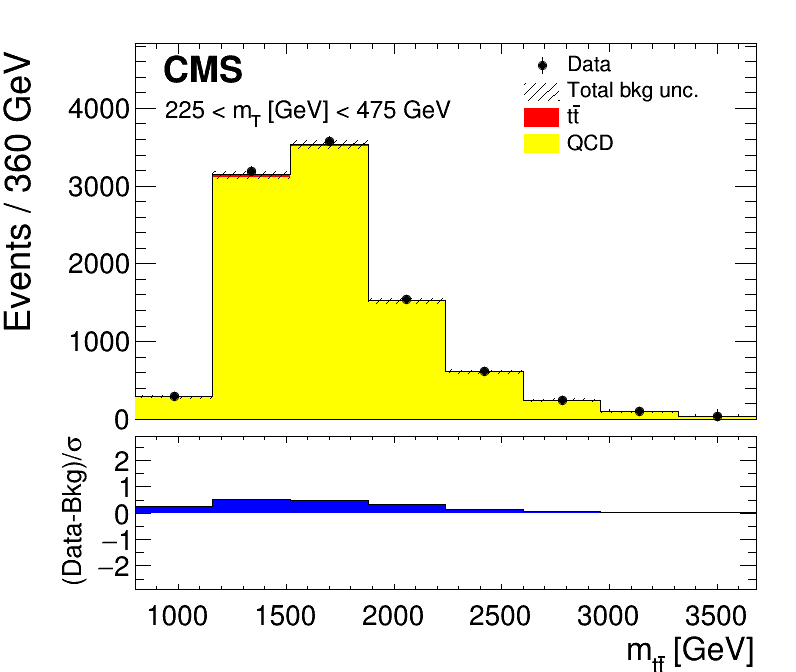 CMS
225 < m_T [GeV] < 475 GeV
Data
Total bkg unc.
tt̄
QCD
Events / 360 GeV
4000
3000
2000
1000
0
(Data-Bkg)/σ
2
1
0
−1
−2
1000 1500 2000 2500 3000 3500
m_tt̄ [GeV]